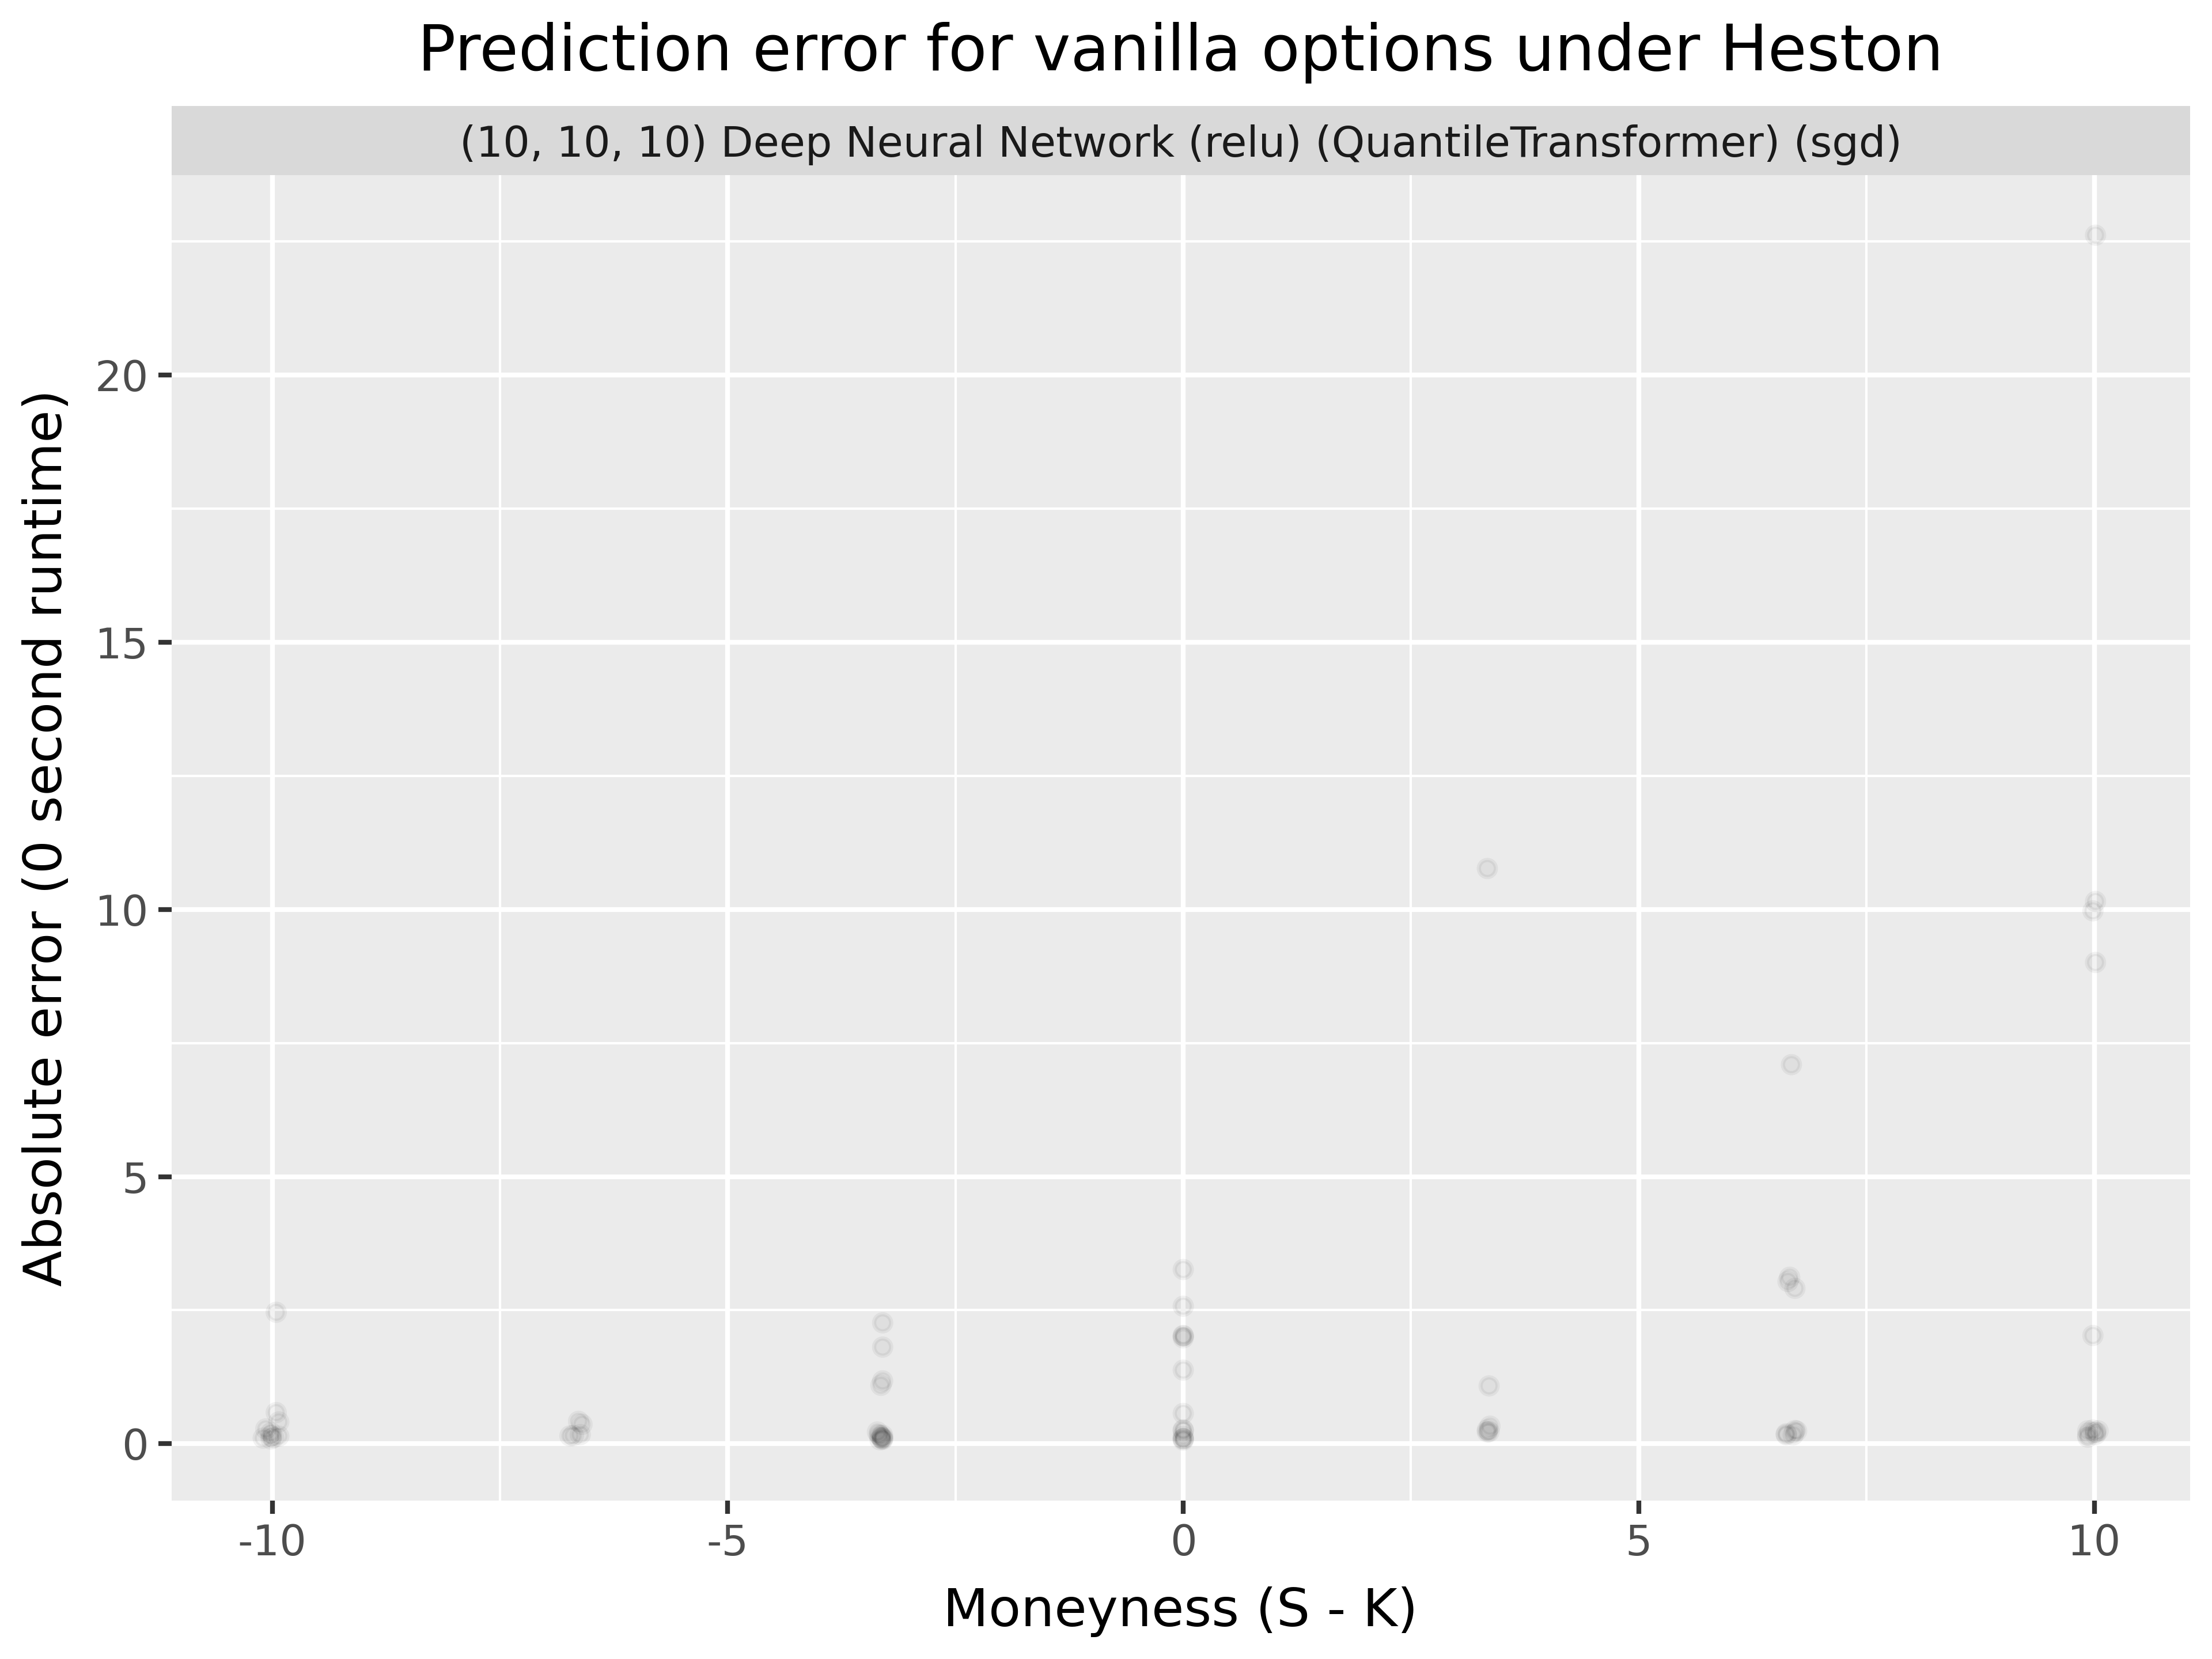 Prediction error for vanilla options under Heston
(10, 10, 10) Deep Neural Network (relu) (QuantileTransformer) (sgd)
Absolute error (0 second runtime)
20
15
10
5
0
-10
-5
0
5
10
Moneyness (S - K)